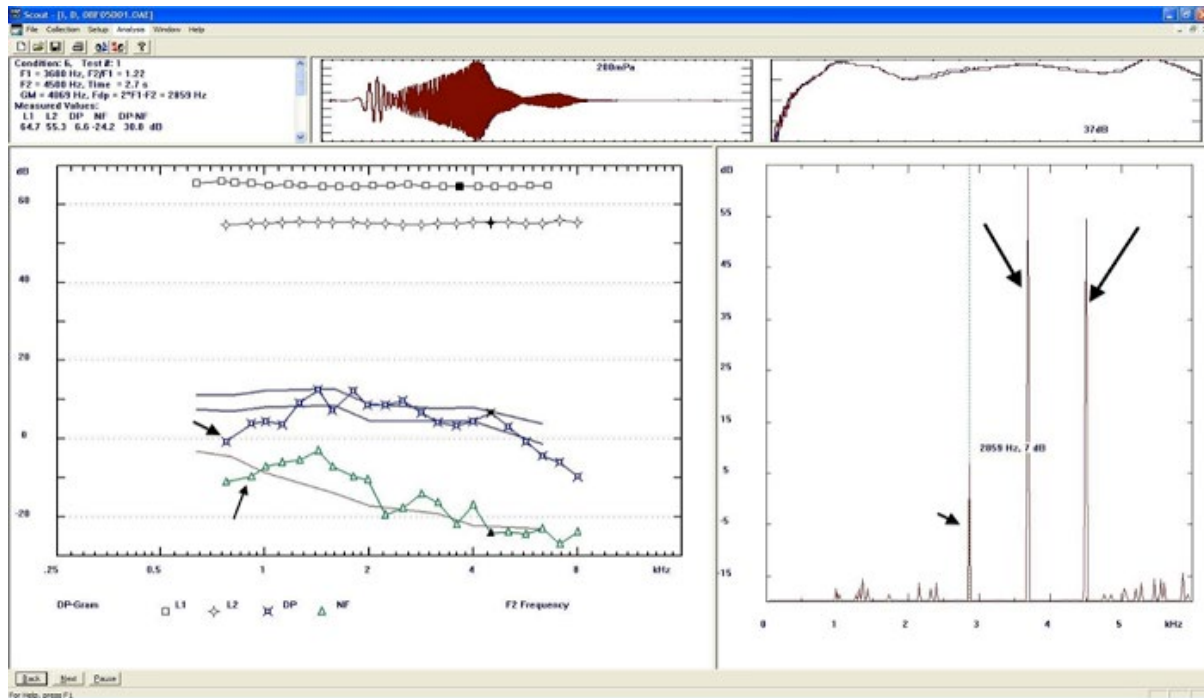 Scout - [I, D, 08F05001.DAE]
File Collection Setup Analysis Window Help
Condition: 6, Test #: 1
F1 = 3680 Hz, F2/F1 = 1.22
F2 = 4500 Hz, Time = 2.7 s
GM = 4069 Hz, Fdp = 2*F1-F2 = 2859 Hz
Measured Values:
L1 L2 DP NF DP-NF
64.7 55.3 6.6 -24.2 30.8 dB
200mPa
37dB
dB
60
40
20
0
-20
.25 0.5 1 2 4 8 kHz
DP-Gram L1 L2 DP NF F2 Frequency
dB
55
45
35
25
15
5
-5
-15
2859 Hz, 7 dB
0 1 2 3 4 5 kHz
Back Next Pause
For Help, press F1